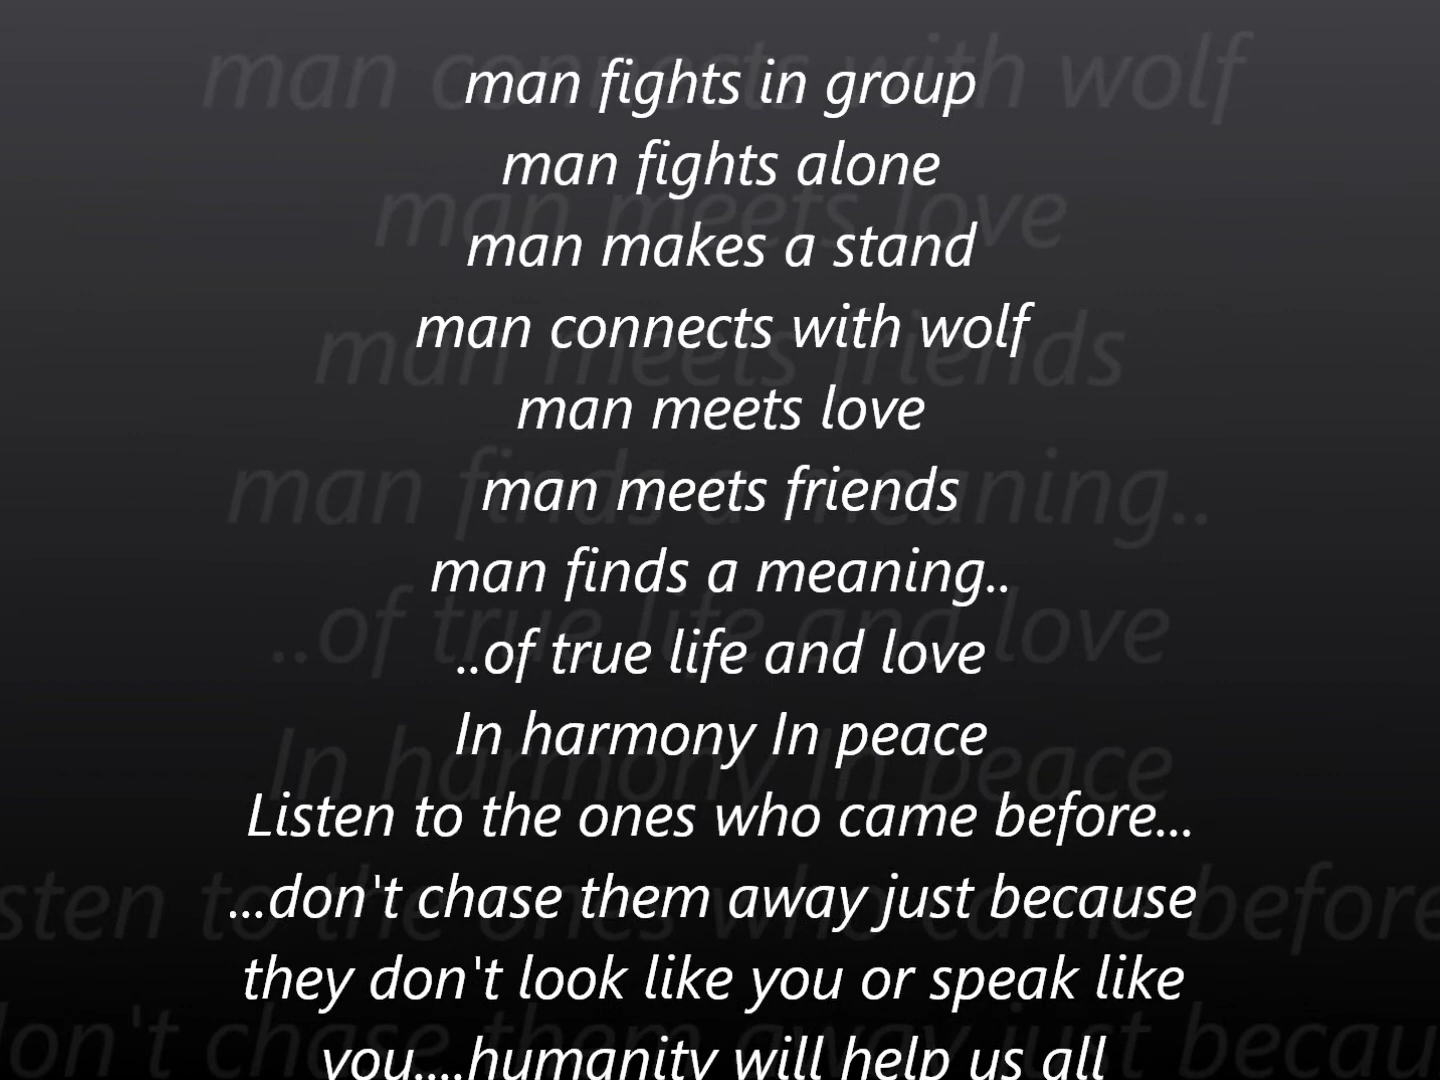 man fights in group
man fights alone
man makes a stand
man connects with wolf
man meets love
man meets friends
man finds a meaning..
..of true life and love
In harmony In peace
Listen to the ones who came before...
...don't chase them away just because
they don't look like you or speak like
you....humanity will help us all